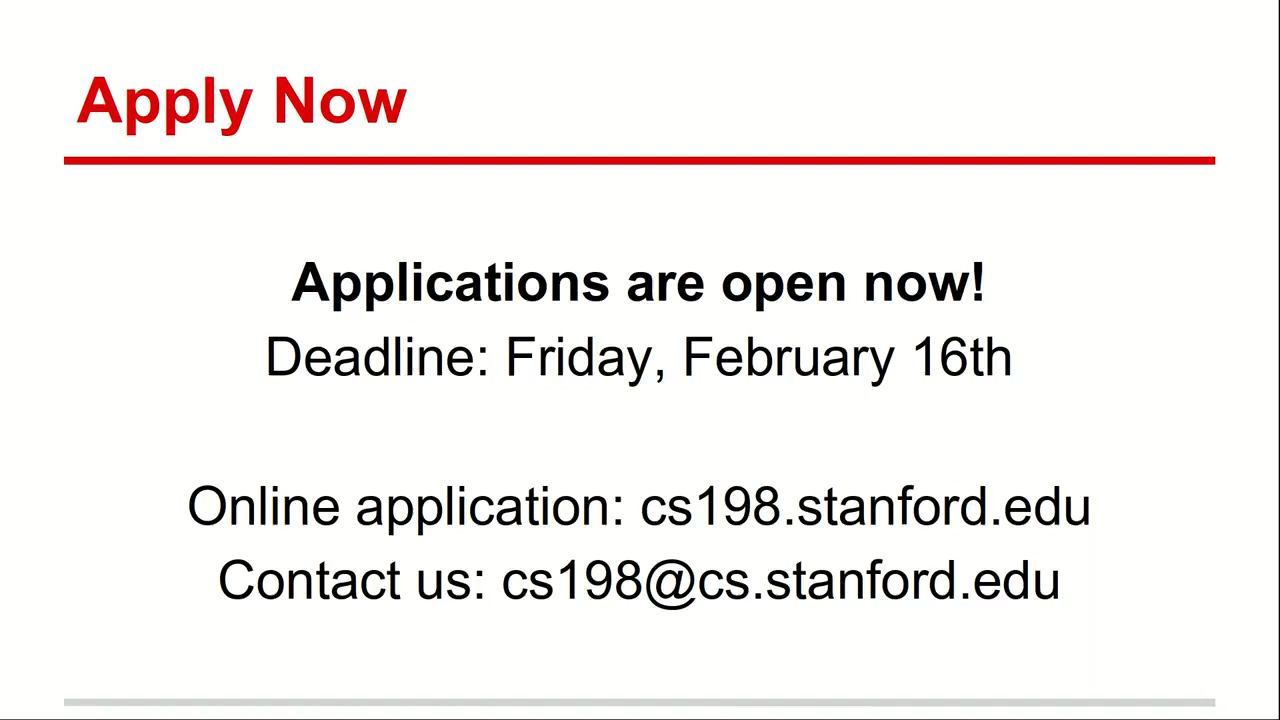 Apply Now
Applications are open now!
Deadline: Friday, February 16th
Online application: cs198.stanford.edu
Contact us: cs198@cs.stanford.edu